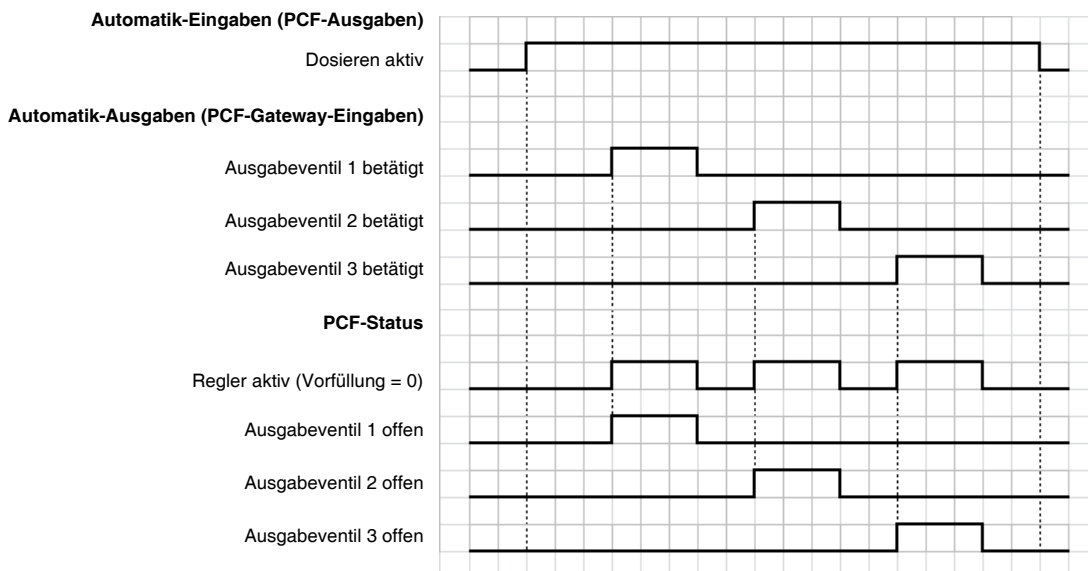 Automatik-Eingaben (PCF-Ausgaben)
Dosieren aktiv
Automatik-Ausgaben (PCF-Gateway-Eingaben)
Ausgabeventil 1 betätigt
Ausgabeventil 2 betätigt
Ausgabeventil 3 betätigt
PCF-Status
Regler aktiv (Vorfüllung = 0)
Ausgabeventil 1 offen
Ausgabeventil 2 offen
Ausgabeventil 3 offen